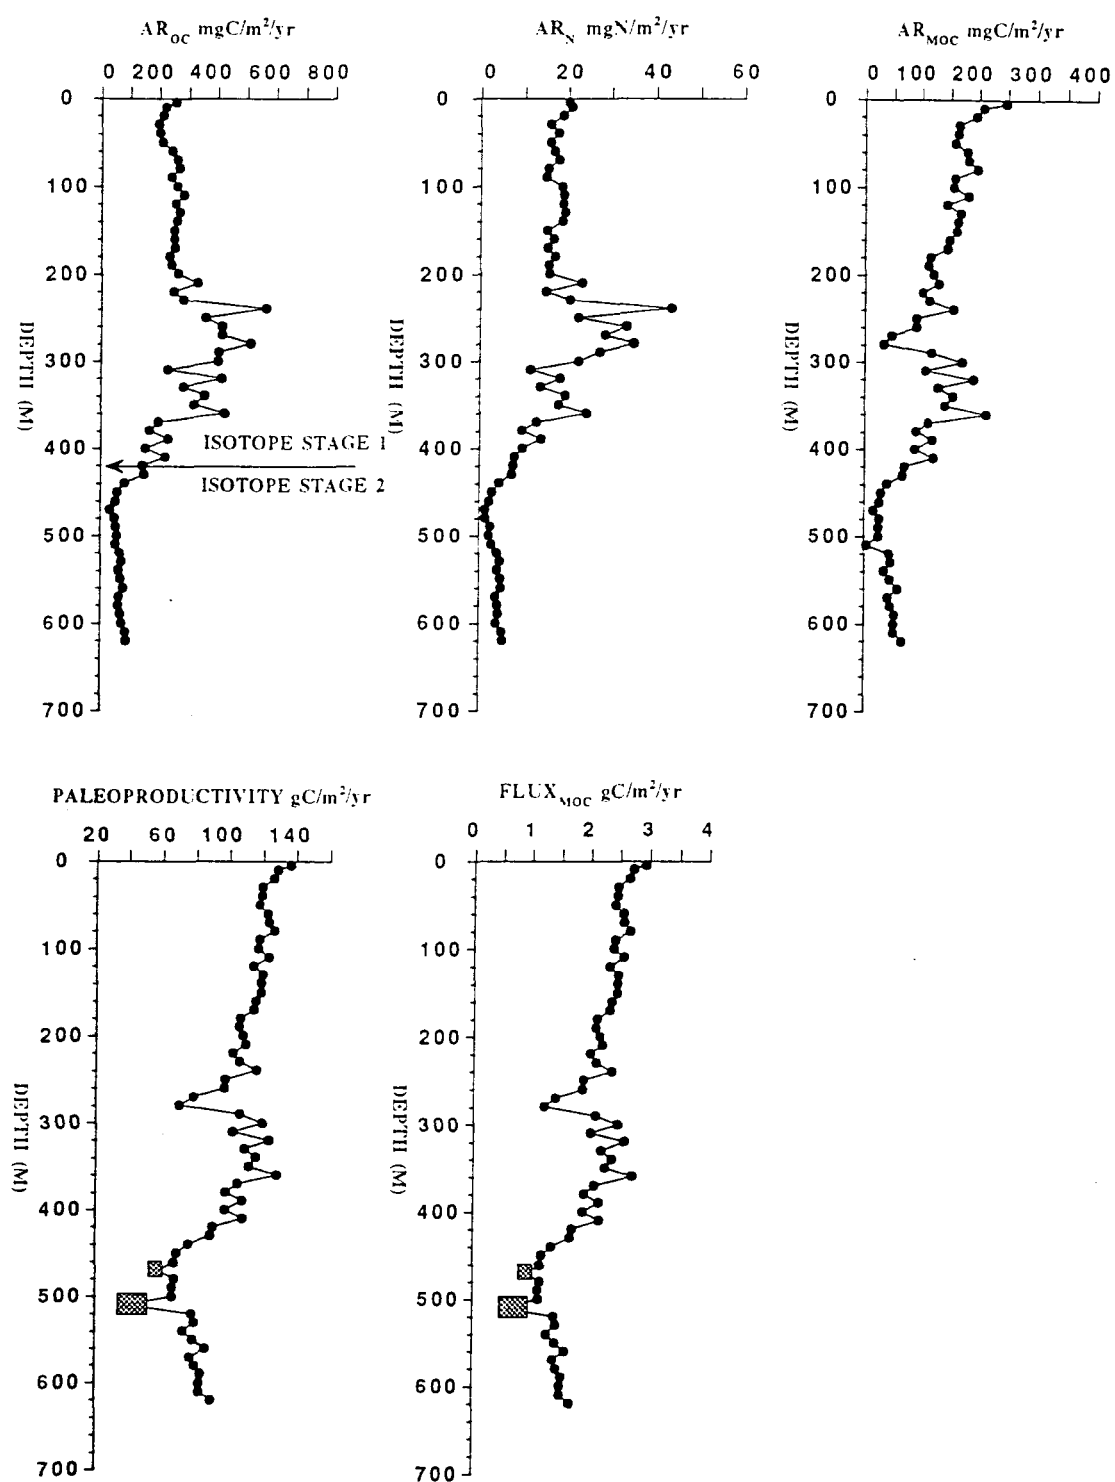 AR_OC mgC/m²/yr
0 200 400 600 800
0
100
200
300
400
500
600
700
DEPTH (M)
ISOTOPE STAGE 1
ISOTOPE STAGE 2
AR_N mgN/m²/yr
0 20 40 60
0
100
200
300
400
500
600
700
DEPTH (M)
AR_MOC mgC/m²/yr
0 100 200 300 400
0
100
200
300
400
500
600
700
DEPTH (M)
PALEOPRODUCTIVITY gC/m²/yr
20 60 100 140
0
100
200
300
400
500
600
700
DEPTH (M)
FLUX_MOC gC/m²/yr
0 1 2 3 4
0
100
200
300
400
500
600
700
DEPTH (M)